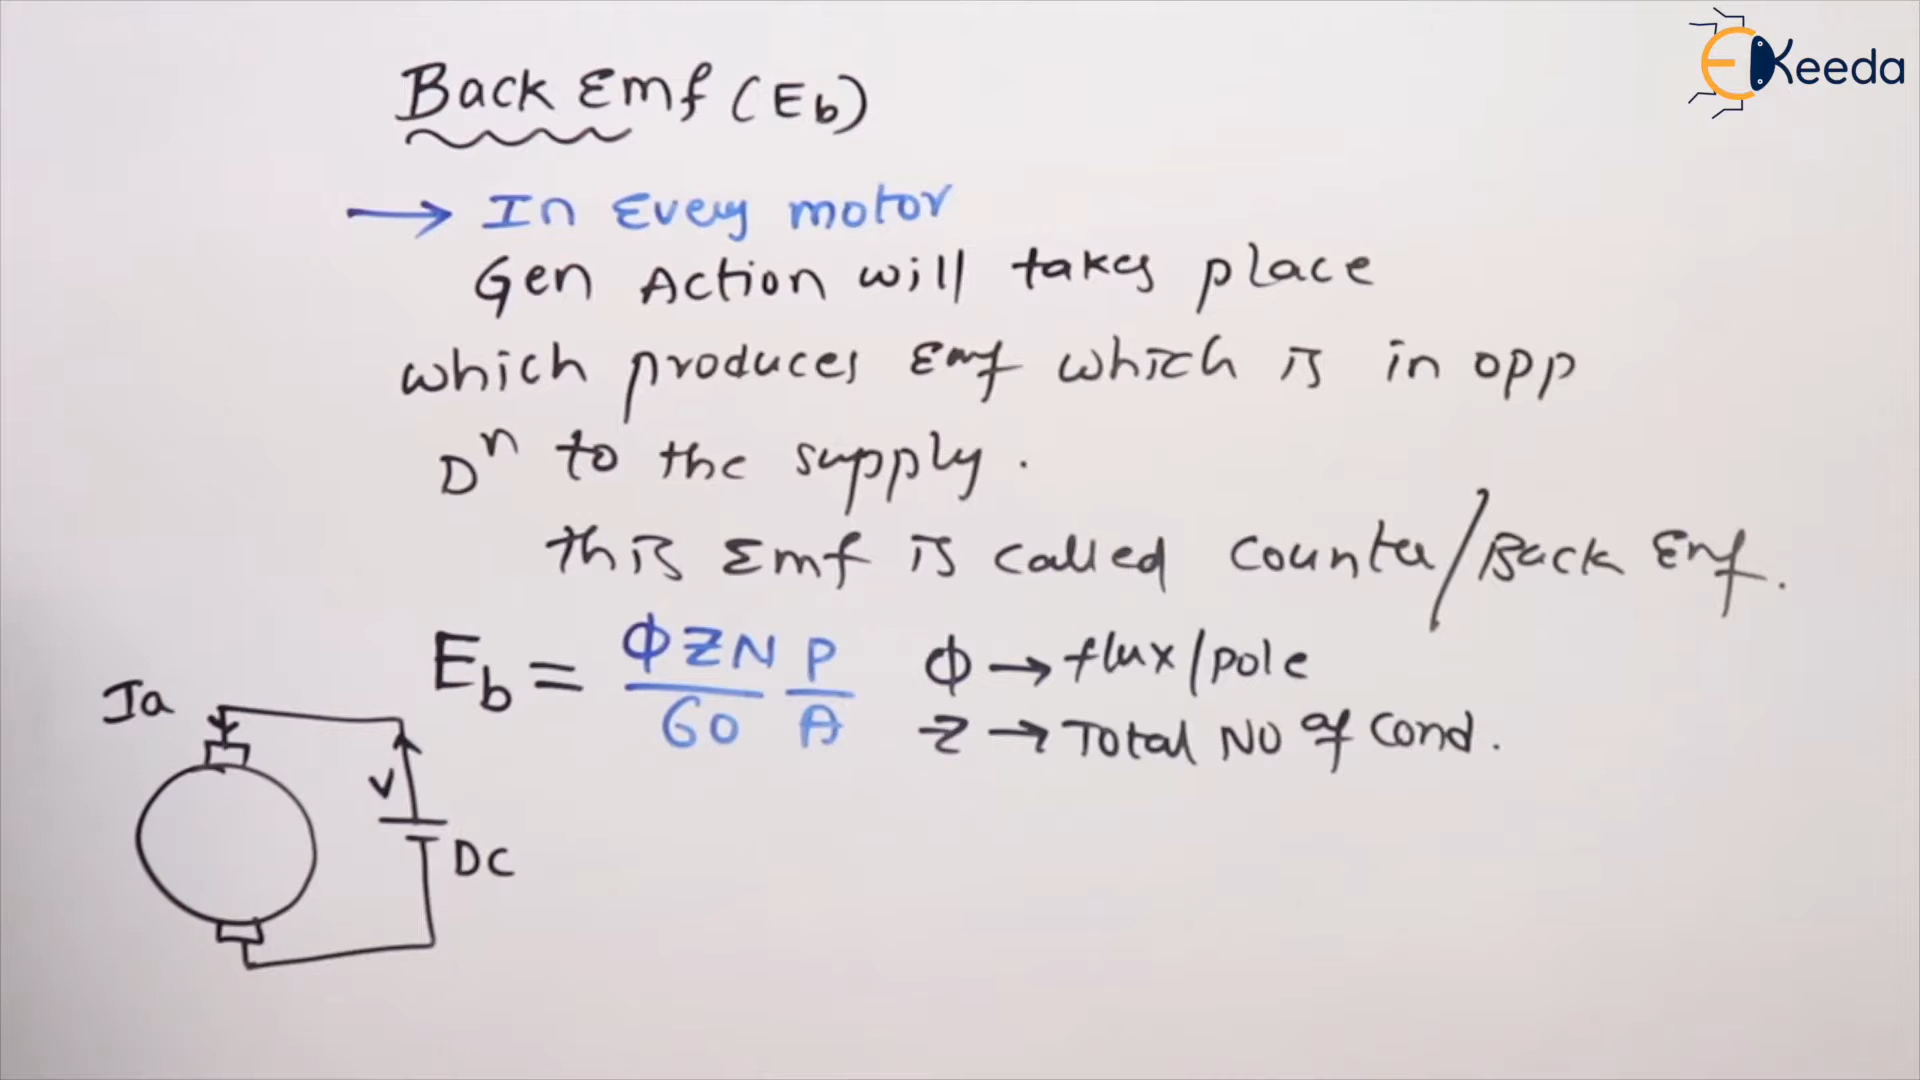 EKeeda
Back Emf (Eb)
→ In Every motor
Gen Action will takes place
which produces Emf which is in opp
Dⁿ to the supply.
this Emf is called Counter/Back Emf.
Eb = ϕZN/60 P/A
ϕ → flux/pole
Z → Total No of Cond.
Ia
V
DC